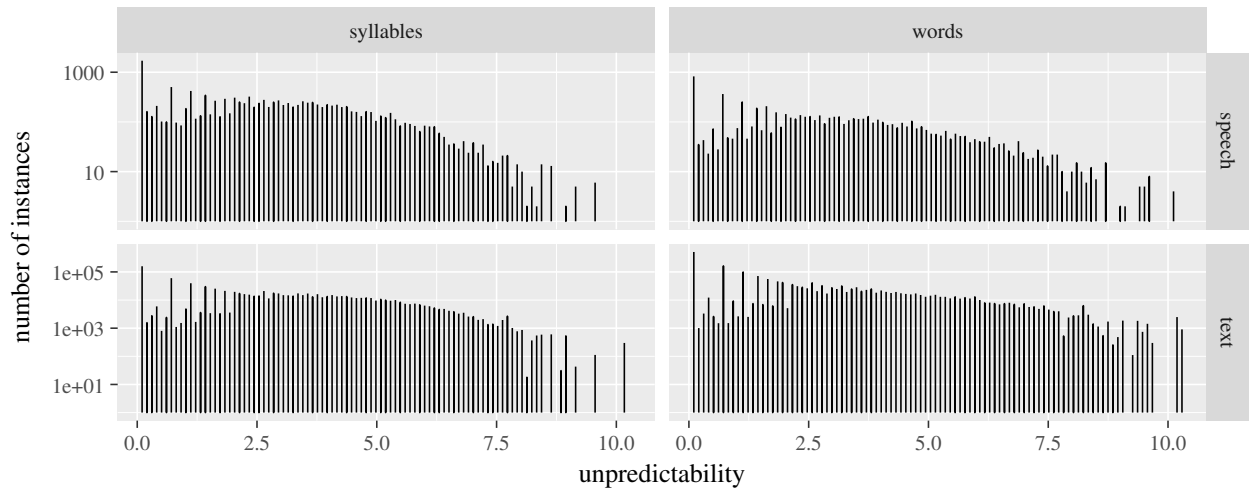 syllables words
1000
10
speech
number of instances
1e+05
1e+03
1e+01
text
0.0 2.5 5.0 7.5 10.0 0.0 2.5 5.0 7.5 10.0
unpredictability